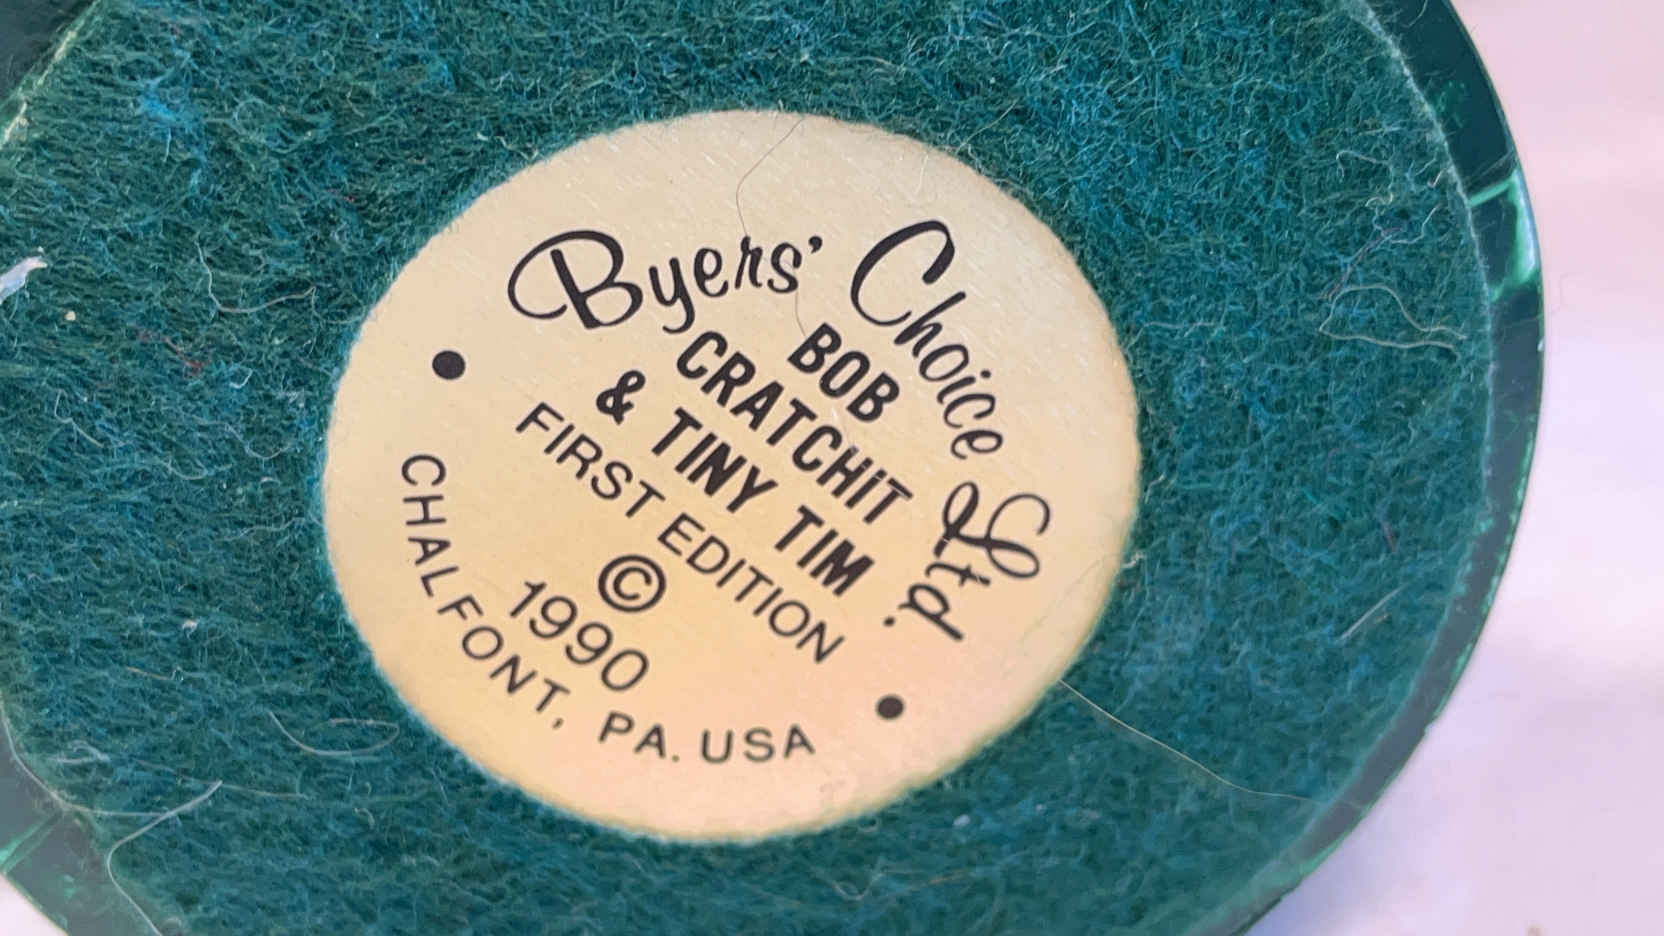 Byers' Choice Ltd.
BOB
CRATCHiT
& TINY TIM
FIRST EDITION
©
1990
CHALFONT, PA. USA